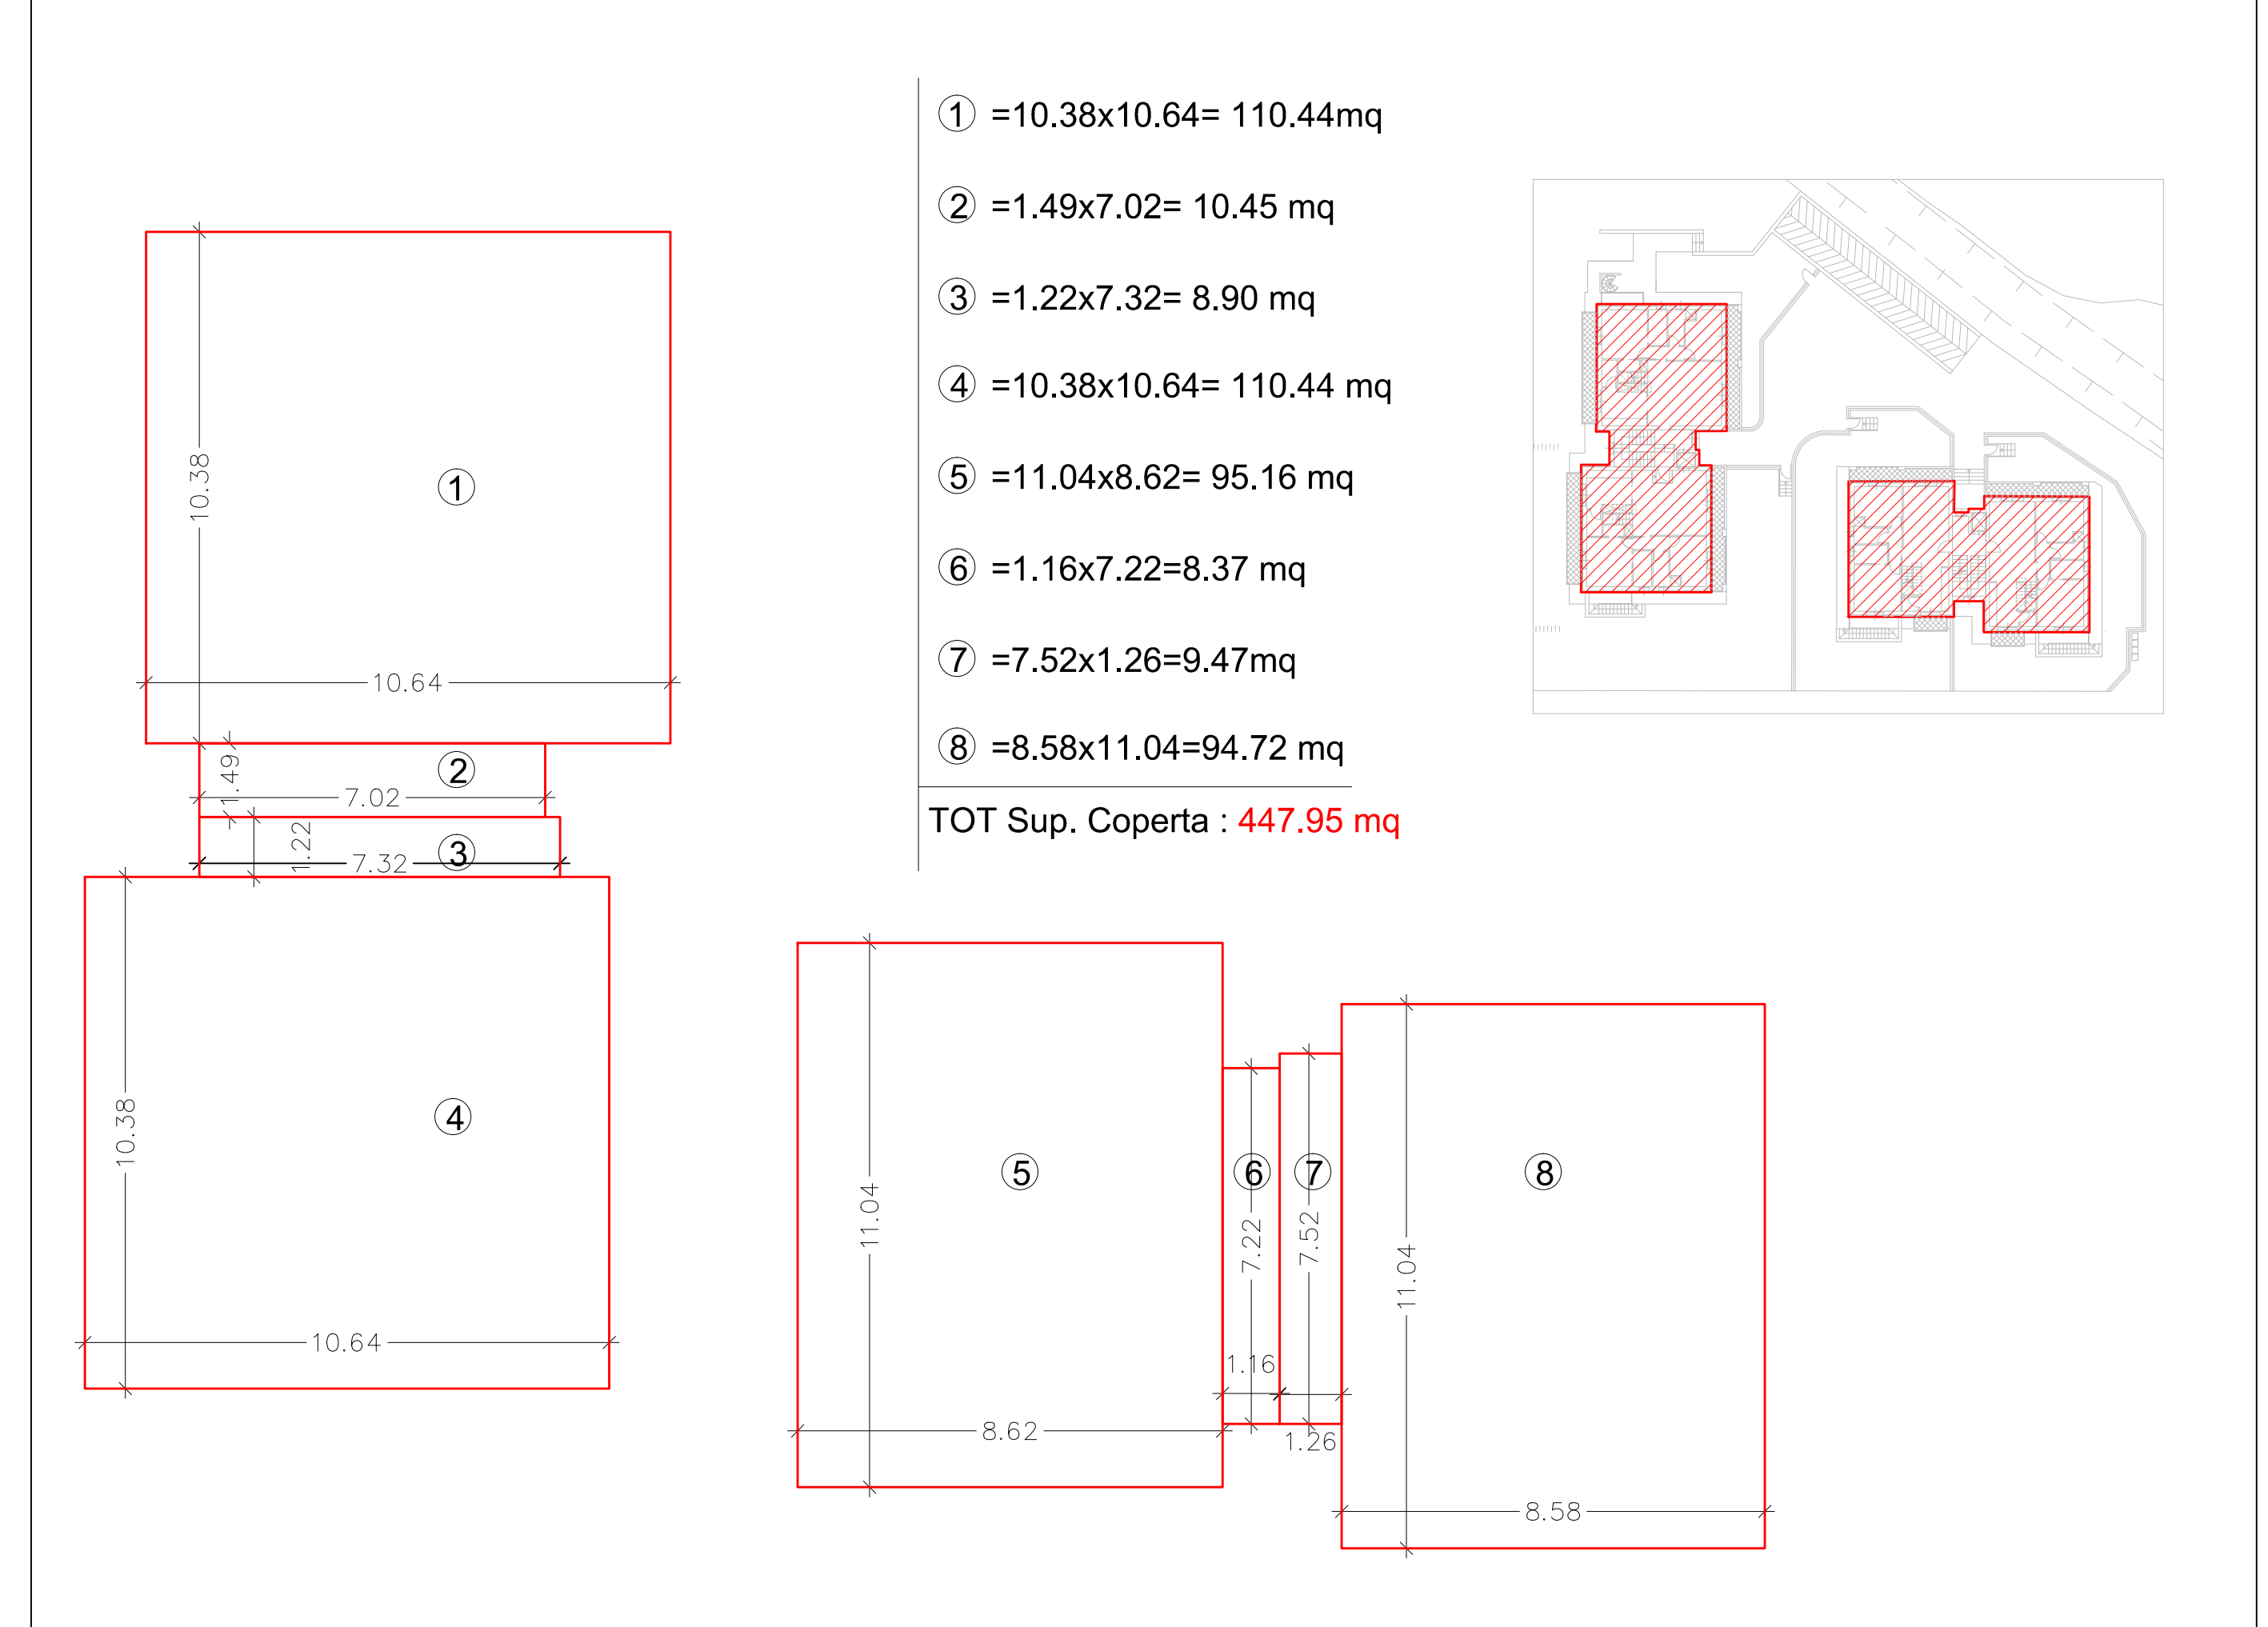 ① =10.38x10.64= 110.44mq
② =1.49x7.02= 10.45 mq
③ =1.22x7.32= 8.90 mq
④ =10.38x10.64= 110.44 mq
⑤ =11.04x8.62= 95.16 mq
⑥ =1.16x7.22=8.37 mq
⑦ =7.52x1.26=9.47mq
⑧ =8.58x11.04=94.72 mq
TOT Sup. Coperta : 447.95 mq
10.38
①
10.64
1.49
②
7.02
1.22
7.32
③
10.38
④
10.64
11.04
⑤
8.62
⑥
7.22
1.16
⑦
7.52
1.26
⑧
11.04
8.58